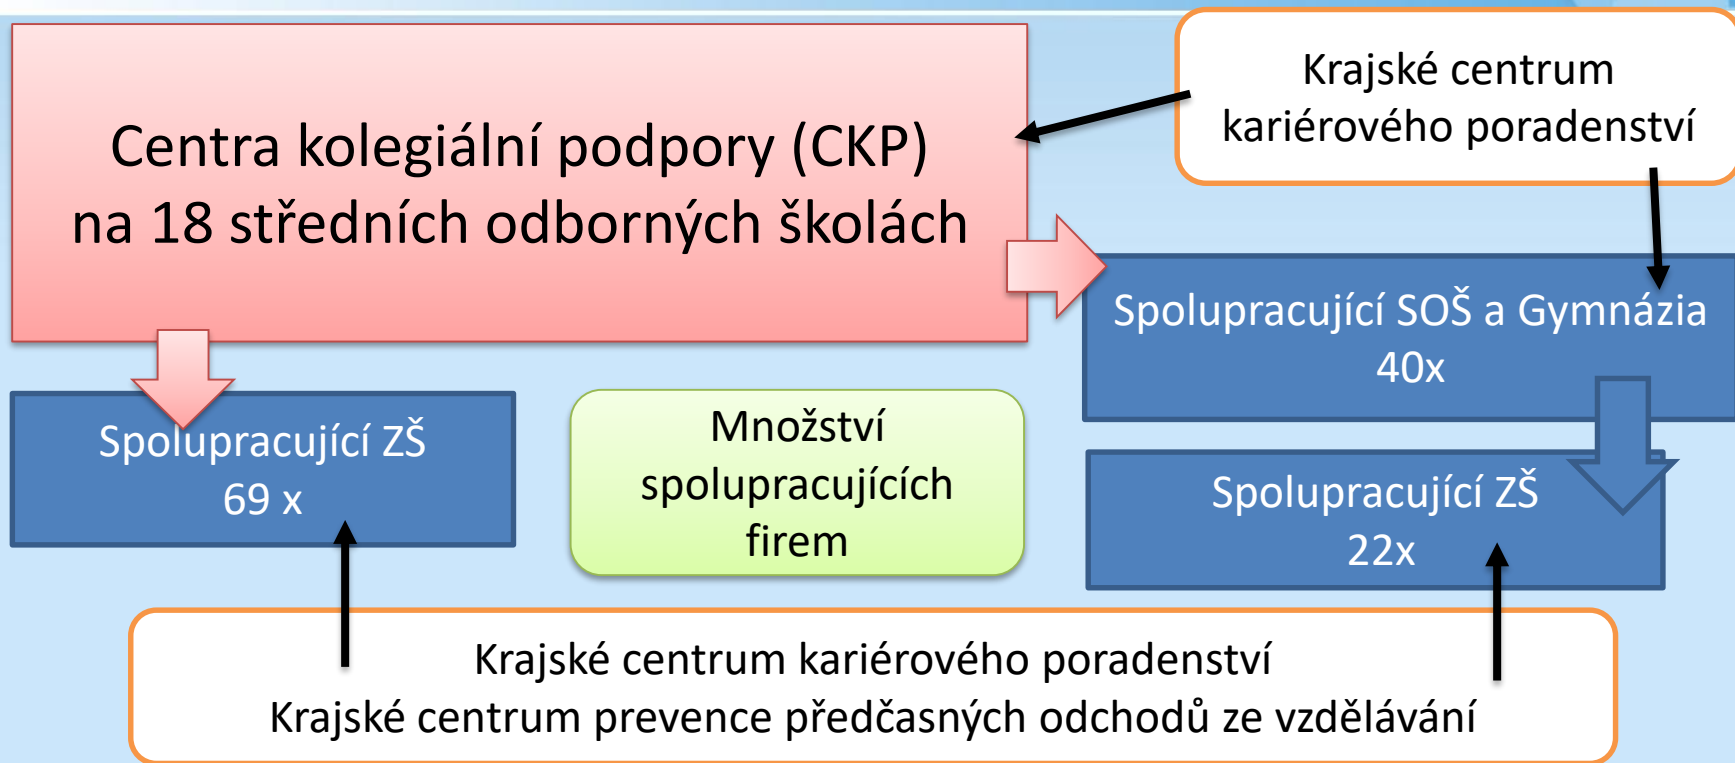 Centra kolegiální podpory (CKP)
na 18 středních odborných školách
Krajské centrum
kariérového poradenství
Spolupracující SOŠ a Gymnázia
40x
Spolupracující ZŠ
69 x
Množství
spolupracujících
firem
Spolupracující ZŠ
22x
Krajské centrum kariérového poradenství
Krajské centrum prevence předčasných odchodů ze vzdělávání